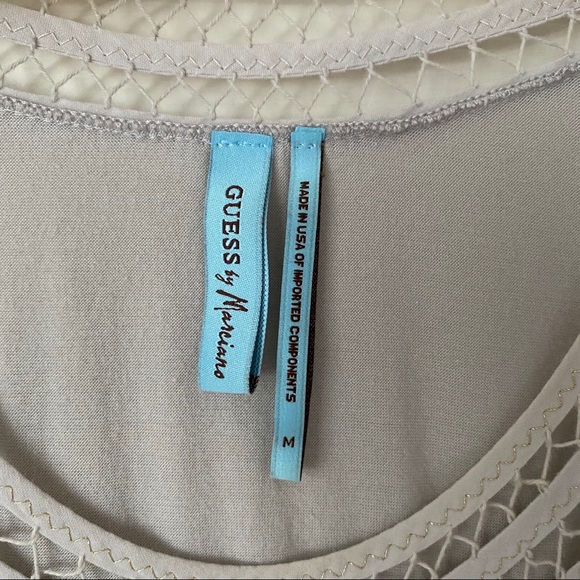 GUESS by Marciano
MADE IN USA OF IMPORTED COMPONENTS
M